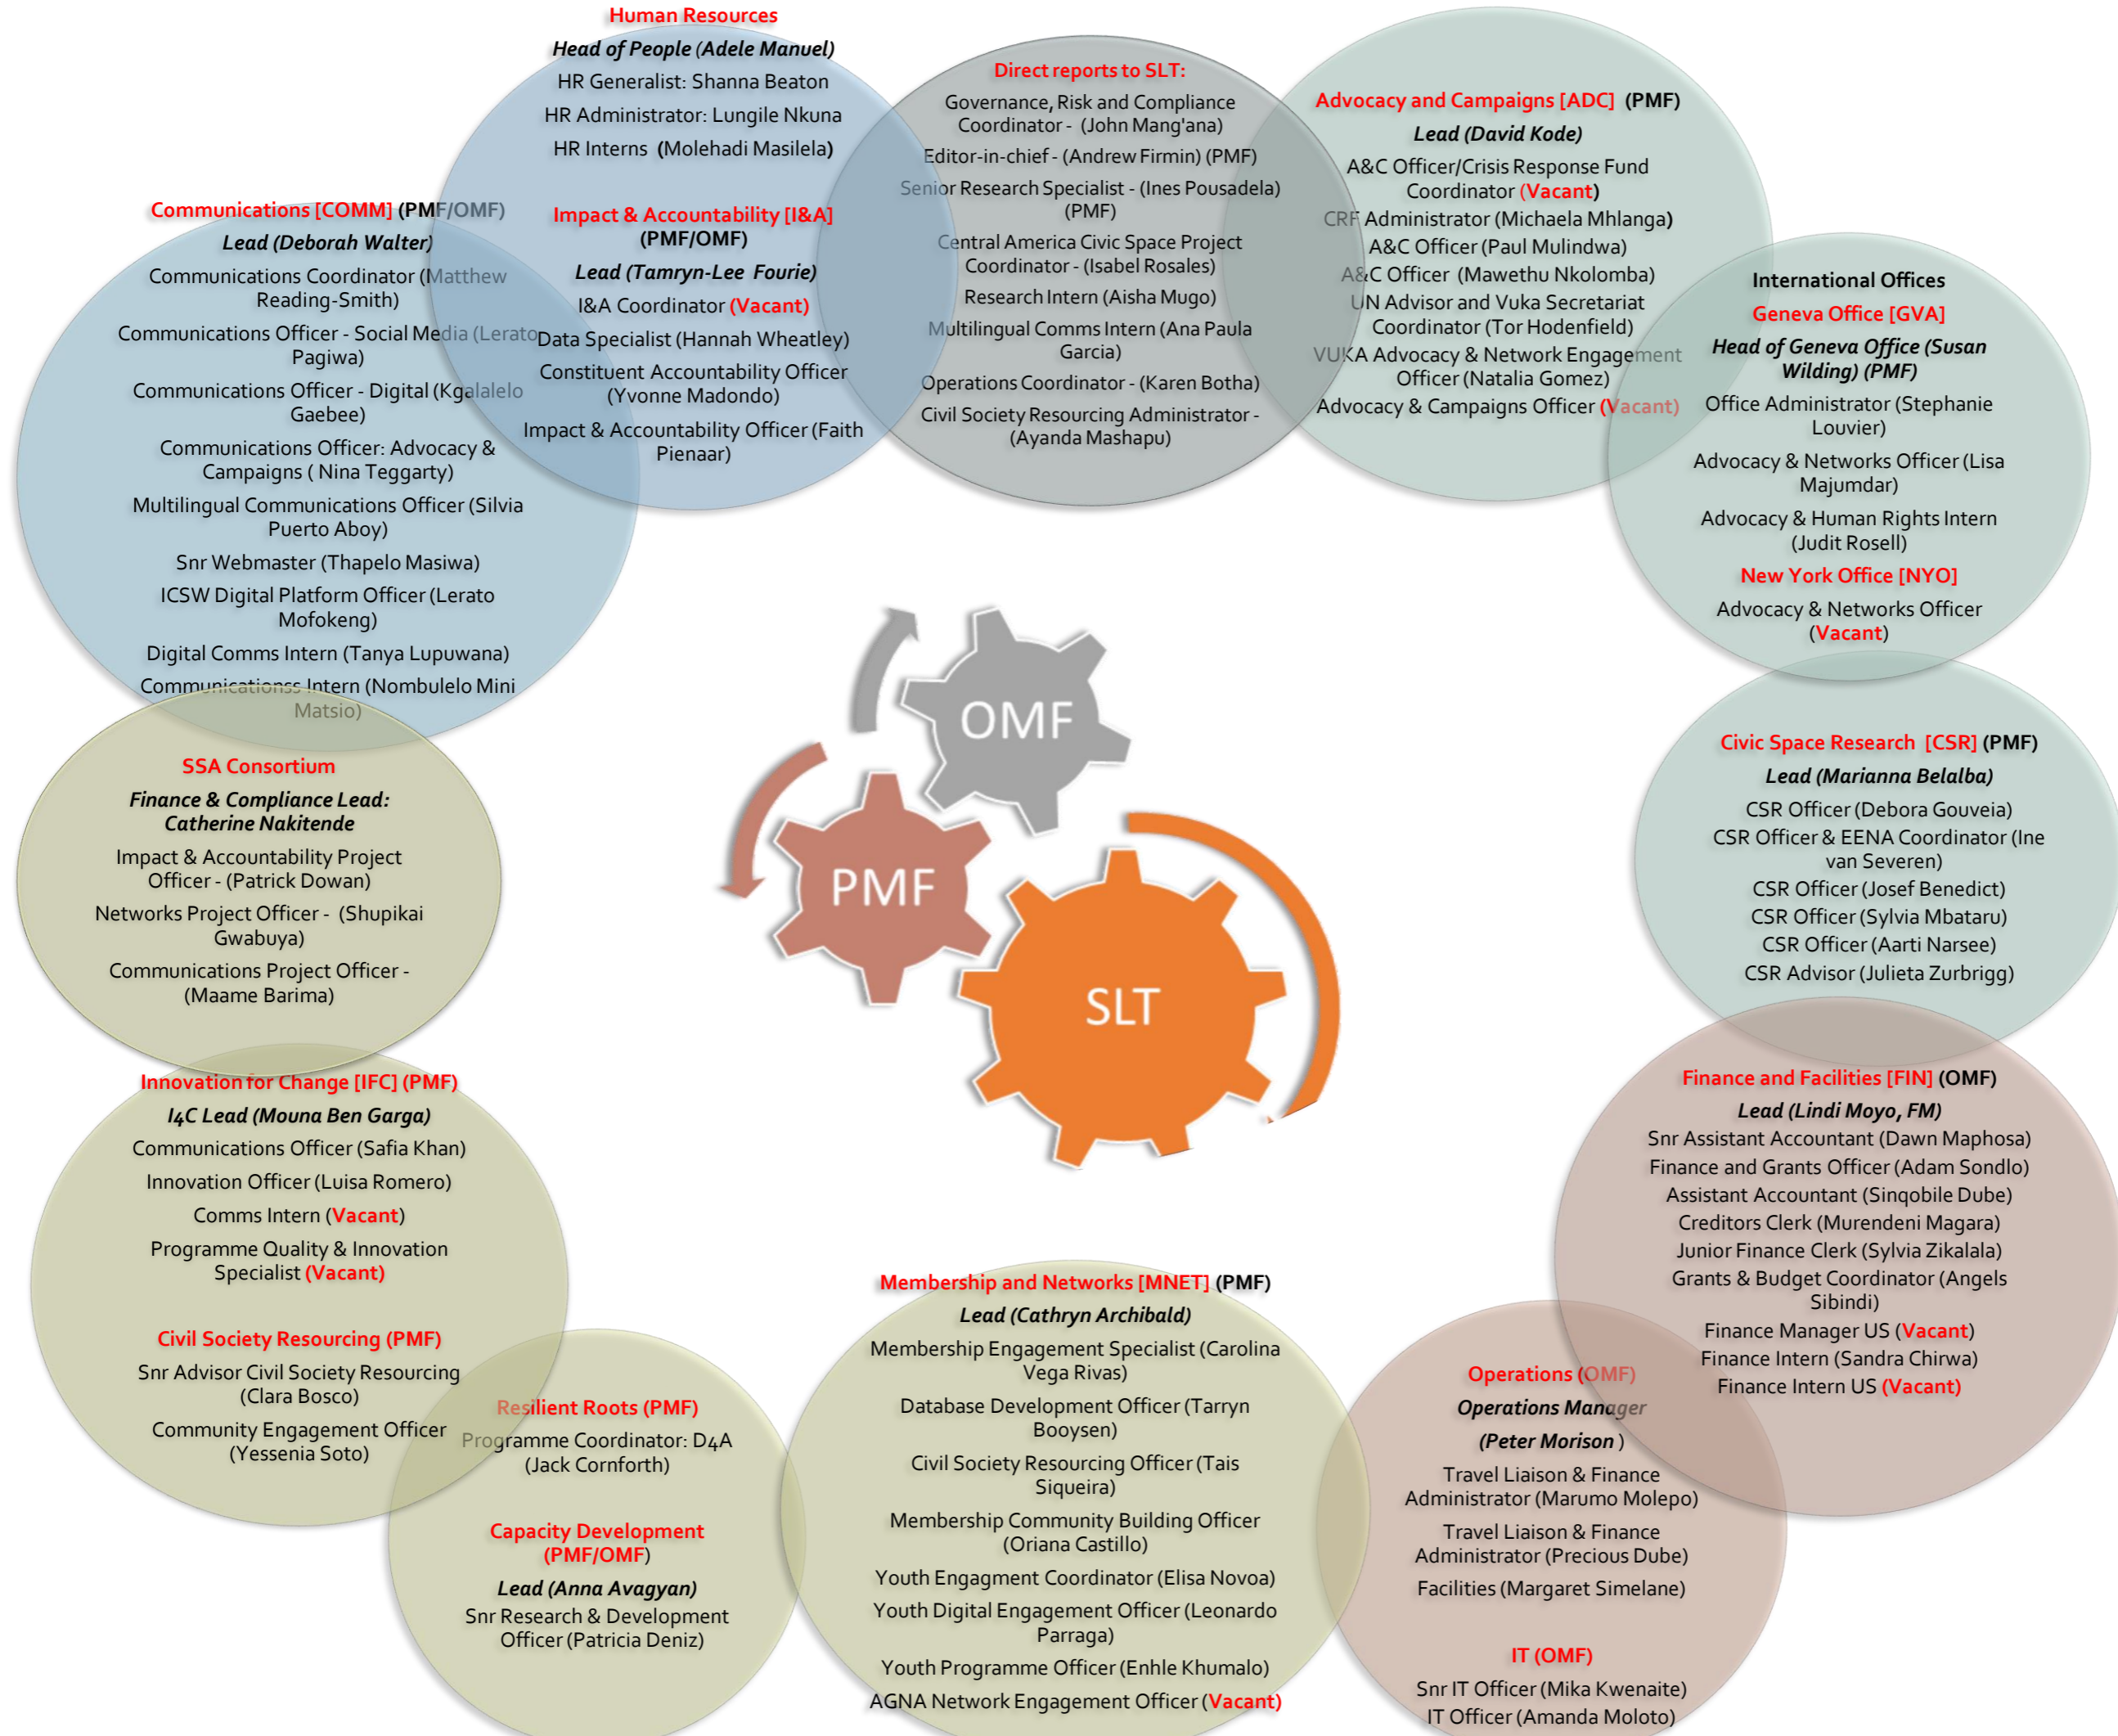 Human Resources
Head of People (Adele Manuel)
HR Generalist: Shanna Beaton
HR Administrator: Lungile Nkuna
HR Interns (Molehadi Masilela)
Impact & Accountability [I&A]
(PMF/OMF)
Lead (Tamryn-Lee Fourie)
I&A Coordinator (Vacant)
Data Specialist (Hannah Wheatley)
Constituent Accountability Officer
(Yvonne Madondo)
Impact & Accountability Officer (Faith
Pienaar)
Direct reports to SLT:
Governance, Risk and Compliance
Coordinator - (John Mang'ana)
Editor-in-chief - (Andrew Firmin) (PMF)
Senior Research Specialist - (Ines Pousadela)
(PMF)
Central America Civic Space Project
Coordinator - (Isabel Rosales)
Research Intern (Aisha Mugo)
Multilingual Comms Intern (Ana Paula
Garcia)
Operations Coordinator - (Karen Botha)
Civil Society Resourcing Administrator -
(Ayanda Mashapu)
Advocacy and Campaigns [ADC] (PMF)
Lead (David Kode)
A&C Officer/Crisis Response Fund
Coordinator (Vacant)
CRF Administrator (Michaela Mhlanga)
A&C Officer (Paul Mulindwa)
A&C Officer (Mawethu Nkolomba)
UN Advisor and Vuka Secretariat
Coordinator (Tor Hodenfield)
VUKA Advocacy & Network Engagement
Officer (Natalia Gomez)
Advocacy & Campaigns Officer (Vacant)
International Offices
Geneva Office [GVA]
Head of Geneva Office (Susan
Wilding) (PMF)
Office Administrator (Stephanie
Louvier)
Advocacy & Networks Officer (Lisa
Majumdar)
Advocacy & Human Rights Intern
(Judit Rosell)
New York Office [NYO]
Advocacy & Networks Officer
(Vacant)
Communications [COMM] (PMF/OMF)
Lead (Deborah Walter)
Communications Coordinator (Matthew
Reading-Smith)
Communications Officer - Social Media (Lerato
Pagiwa)
Communications Officer - Digital (Kgalalelo
Gaebee)
Communications Officer: Advocacy &
Campaigns ( Nina Teggarty)
Multilingual Communications Officer (Silvia
Puerto Aboy)
Snr Webmaster (Thapelo Masiwa)
ICSW Digital Platform Officer (Lerato
Mofokeng)
Digital Comms Intern (Tanya Lupuwana)
Communicationss Intern (Nombulelo Mini
Matsio)
OMF
PMF
SLT
Civic Space Research [CSR] (PMF)
Lead (Marianna Belalba)
CSR Officer (Debora Gouveia)
CSR Officer & EENA Coordinator (Ine
van Severen)
CSR Officer (Josef Benedict)
CSR Officer (Sylvia Mbataru)
CSR Officer (Aarti Narsee)
CSR Advisor (Julieta Zurbrigg)
SSA Consortium
Finance & Compliance Lead:
Catherine Nakitende
Impact & Accountability Project
Officer - (Patrick Dowan)
Networks Project Officer - (Shupikai
Gwabuya)
Communications Project Officer -
(Maame Barima)
Innovation for Change [IFC] (PMF)
I4C Lead (Mouna Ben Garga)
Communications Officer (Safia Khan)
Innovation Officer (Luisa Romero)
Comms Intern (Vacant)
Programme Quality & Innovation
Specialist (Vacant)
Civil Society Resourcing (PMF)
Snr Advisor Civil Society Resourcing
(Clara Bosco)
Community Engagement Officer
(Yessenia Soto)
Resilient Roots (PMF)
Programme Coordinator: D4A
(Jack Cornforth)
Capacity Development
(PMF/OMF)
Lead (Anna Avagyan)
Snr Research & Development
Officer (Patricia Deniz)
Membership and Networks [MNET] (PMF)
Lead (Cathryn Archibald)
Membership Engagement Specialist (Carolina
Vega Rivas)
Database Development Officer (Tarryn
Booysen)
Civil Society Resourcing Officer (Tais
Siqueira)
Membership Community Building Officer
(Oriana Castillo)
Youth Engagment Coordinator (Elisa Novoa)
Youth Digital Engagement Officer (Leonardo
Parraga)
Youth Programme Officer (Enhle Khumalo)
AGNA Network Engagement Officer (Vacant)
Finance and Facilities [FIN] (OMF)
Lead (Lindi Moyo, FM)
Snr Assistant Accountant (Dawn Maphosa)
Finance and Grants Officer (Adam Sondlo)
Assistant Accountant (Sinqobile Dube)
Creditors Clerk (Murendeni Magara)
Junior Finance Clerk (Sylvia Zikalala)
Grants & Budget Coordinator (Angels
Sibindi)
Finance Manager US (Vacant)
Finance Intern (Sandra Chirwa)
Finance Intern US (Vacant)
Operations (OMF)
Operations Manager
(Peter Morison )
Travel Liaison & Finance
Administrator (Marumo Molepo)
Travel Liaison & Finance
Administrator (Precious Dube)
Facilities (Margaret Simelane)
IT (OMF)
Snr IT Officer (Mika Kwenaite)
IT Officer (Amanda Moloto)